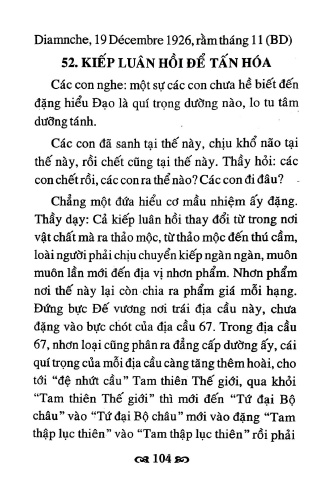 Diamnche, 19 Décembre 1926, rằm tháng 11 (BD)
52. KIẾP LUÂN HỒI ĐỂ TẤN HÓA
Các con nghe: một sự các con chưa hề biết đến
đặng hiểu Đạo là quí trọng dường nào, lo tu tâm
dưỡng tánh.
Các con đã sanh tại thế này, chịu khổ não tại
thế này, rồi chết cũng tại thế này. Thầy hỏi: các
con chết rồi, các con ra thể nào? Các con đi đâu?
Chẳng một đứa hiểu cơ mầu nhiệm ấy đặng.
Thầy dạy: Cả kiếp luân hồi thay đổi từ trong nơi
vật chất mà ra thảo mộc, từ thảo mộc đến thú cầm,
loài người phải chịu chuyển kiếp ngàn ngàn, muôn
muôn lần mới đến địa vị nhơn phẩm. Nhơn phẩm
nơi thế này lại còn chia ra phẩm giá mỗi hạng.
Đứng bực Đế vương nơi trái địa cầu này, chưa
đặng vào bực chót của địa cầu 67. Trong địa cầu
67, nhơn loại cũng phân ra đẳng cấp dường ấy, cái
quí trọng của mỗi địa cầu càng tăng thêm hoài, cho
tới "đệ nhứt cầu" Tam thiên Thế giới, qua khỏi
"Tam thiên Thế giới" thì mới đến "Tứ đại Bộ
châu" vào "Tứ đại Bộ châu" mới vào đặng "Tam
thập lục thiên" vào "Tam thập lục thiên" rồi phải
104